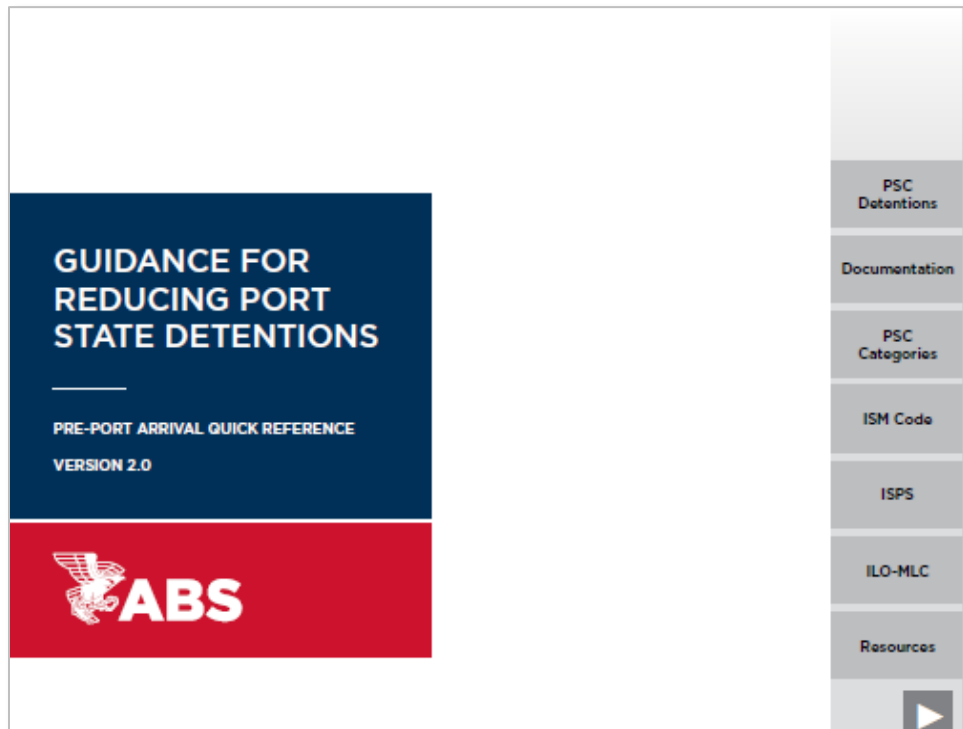 GUIDANCE FOR
REDUCING PORT
STATE DETENTIONS
PRE-PORT ARRIVAL QUICK REFERENCE
VERSION 2.0
ABS
PSC
Detentions
Documentation
PSC
Categories
ISM Code
ISPS
ILO-MLC
Resources